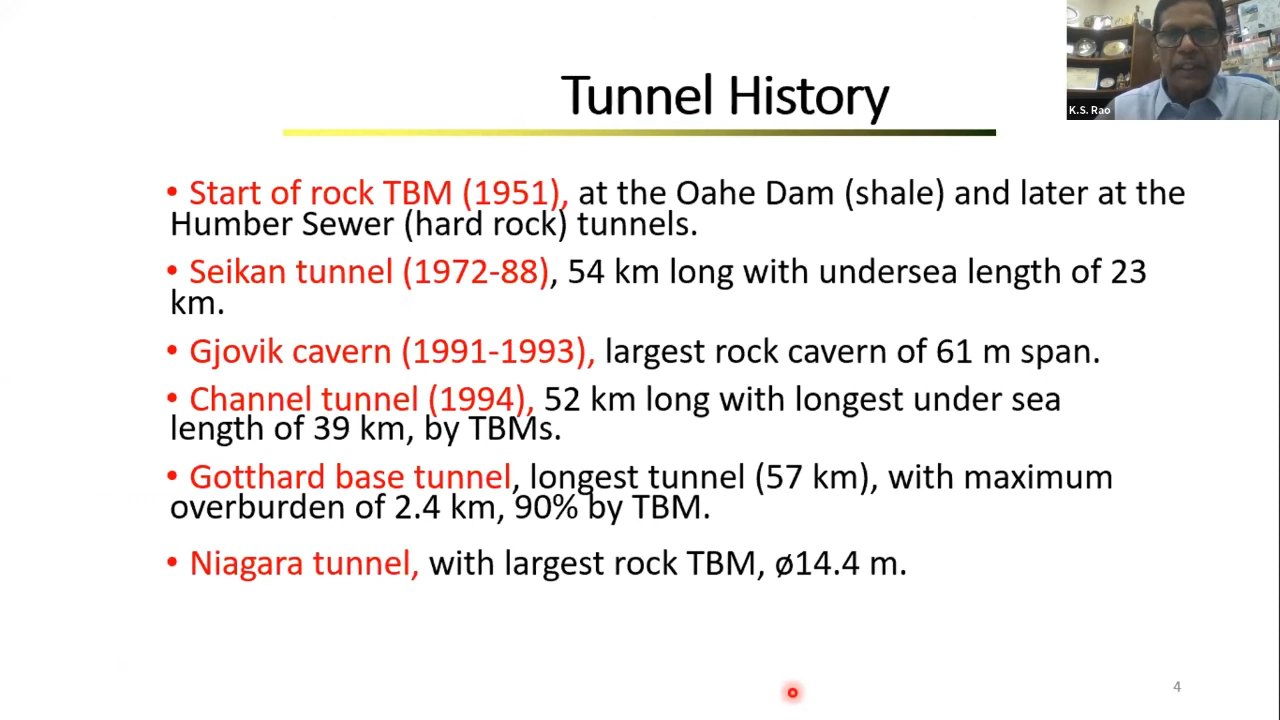 Tunnel History
K.S. Rao
• Start of rock TBM (1951), at the Oahe Dam (shale) and later at the
Humber Sewer (hard rock) tunnels.
• Seikan tunnel (1972-88), 54 km long with undersea length of 23
km.
• Gjovik cavern (1991-1993), largest rock cavern of 61 m span.
• Channel tunnel (1994), 52 km long with longest under sea
length of 39 km, by TBMs.
• Gotthard base tunnel, longest tunnel (57 km), with maximum
overburden of 2.4 km, 90% by TBM.
• Niagara tunnel, with largest rock TBM, ø14.4 m.
4